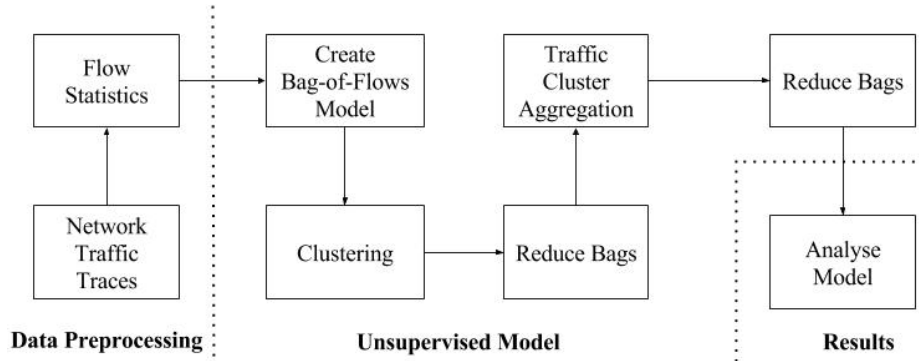 Flow
Statistics
Create
Bag-of-Flows
Model
Traffic
Cluster
Aggregation
Reduce Bags
Network
Traffic
Traces
Clustering
Reduce Bags
Analyse
Model
Data Preprocessing
Unsupervised Model
Results